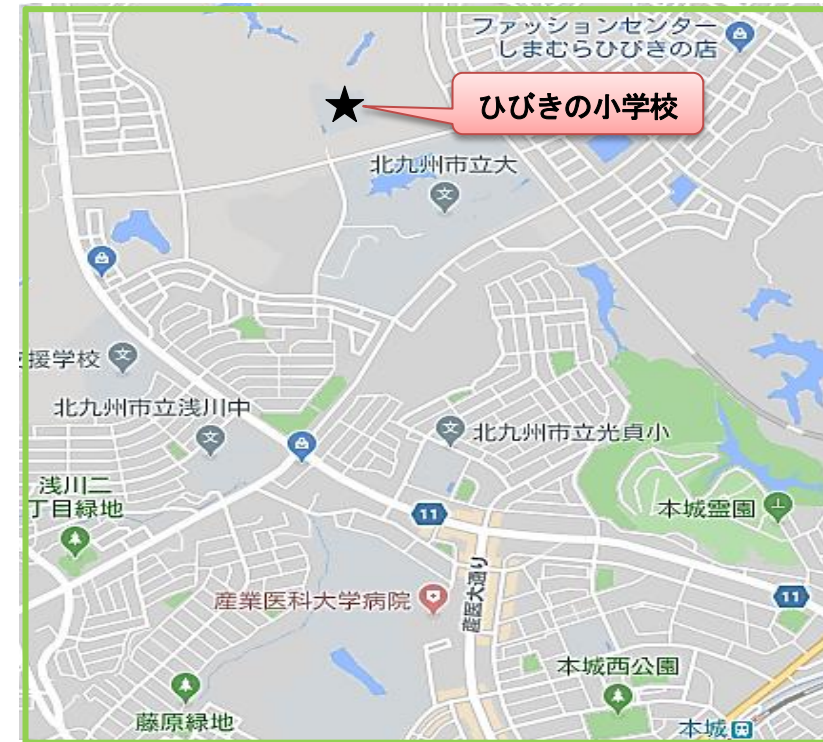 ファッションセンター
しまむらひびきの店
ひびきの小学校
北九州市立大
援学校
北九州市立浅川中
北九州市立光貞小
浅川二
丁目緑地
11
本城霊園
産業医科大学病院
産医大通り
11
本城西公園
藤原緑地
本城